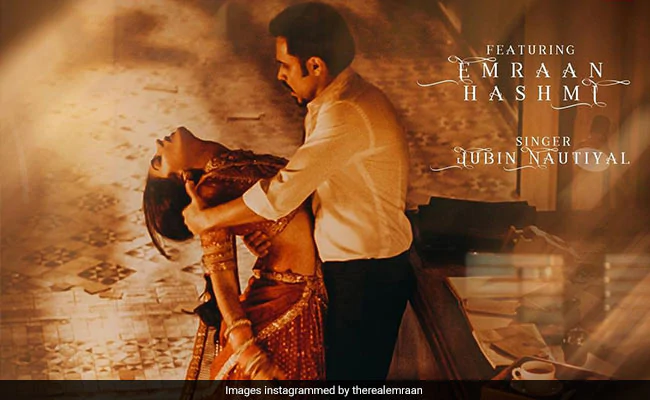 FEATURING
EMRAAN
HASHMI
SINGER
JUBIN NAUTIYAL
Images instagrammed by therealemraan